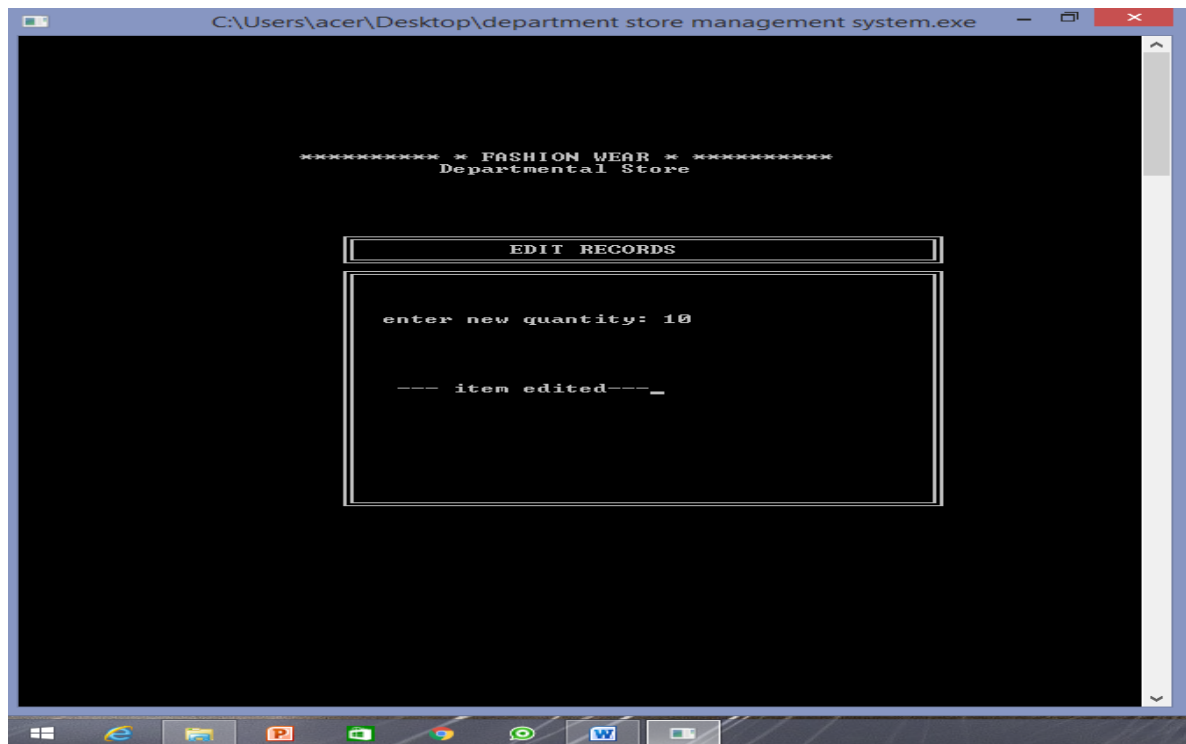 C:\Users\acer\Desktop\department store management system.exe
********** * FASHION WEAR * **********
Departmental Store
EDIT RECORDS
enter new quantity: 10
--- item edited---_